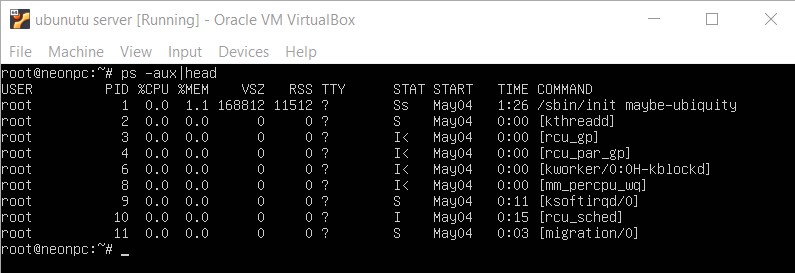 ubunutu server [Running] - Oracle VM VirtualBox
File Machine View Input Devices Help
root@neonpc:~# ps -aux|head
USER PID %CPU %MEM VSZ RSS TTY STAT START TIME COMMAND
root 1 0.0 1.1 168812 11512 ? Ss May04 1:26 /sbin/init maybe-ubiquity
root 2 0.0 0.0 0 0 ? S May04 0:00 [kthreadd]
root 3 0.0 0.0 0 0 ? I< May04 0:00 [rcu_gp]
root 4 0.0 0.0 0 0 ? I< May04 0:00 [rcu_par_gp]
root 6 0.0 0.0 0 0 ? I< May04 0:00 [kworker/0:0H-kblockd]
root 8 0.0 0.0 0 0 ? I< May04 0:00 [mm_percpu_wq]
root 9 0.0 0.0 0 0 ? S May04 0:11 [ksoftirqd/0]
root 10 0.0 0.0 0 0 ? I May04 0:15 [rcu_sched]
root 11 0.0 0.0 0 0 ? S May04 0:03 [migration/0]
root@neonpc:~# _